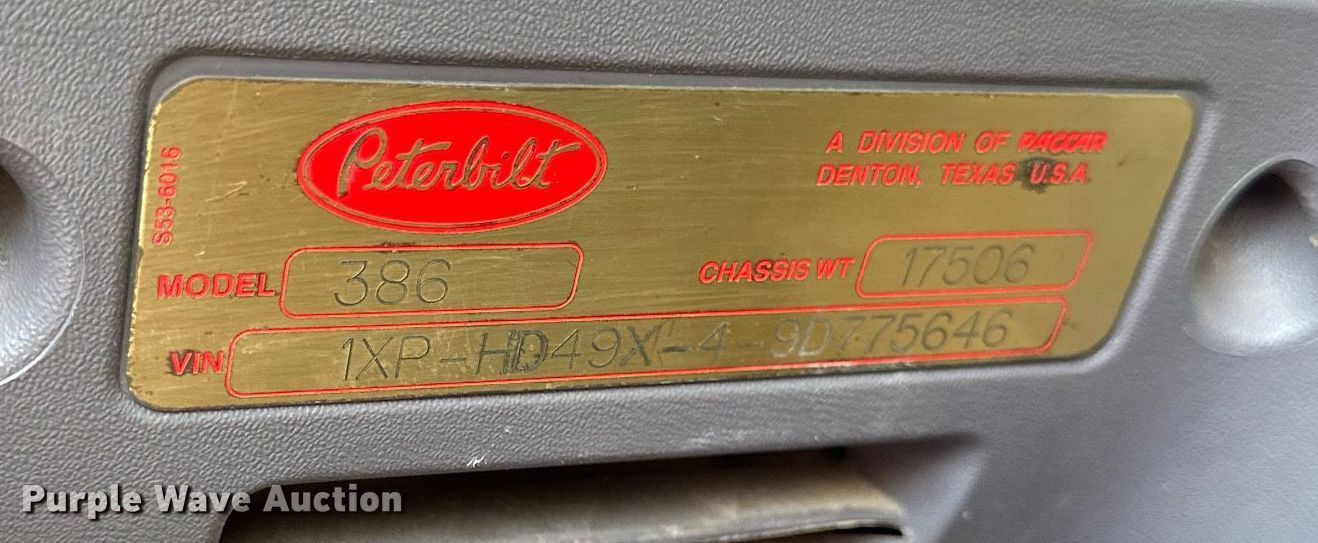 Peterbilt
A DIVISION OF PACCAR
DENTON, TEXAS U.S.A.
S53-6016
MODEL 386
CHASSIS WT 17506
VIN 1XP-HD49X-4-9D775646
Purple Wave Auction